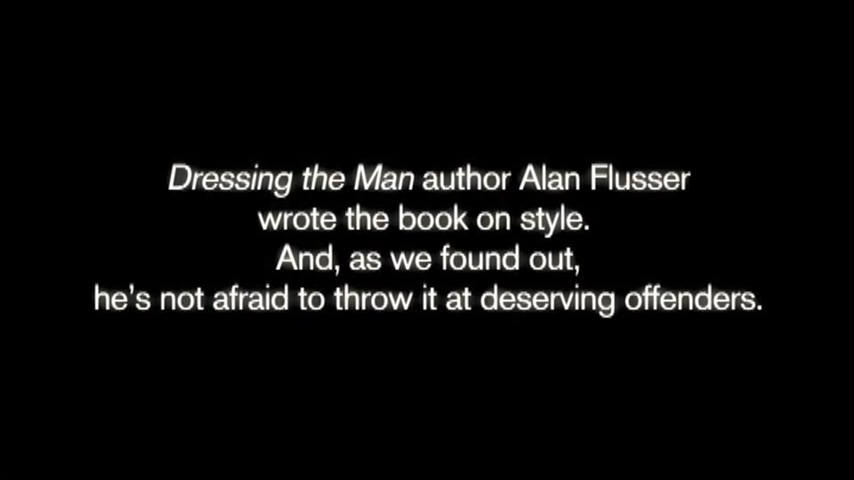 Dressing the Man author Alan Flusser
wrote the book on style.
And, as we found out,
he's not afraid to throw it at deserving offenders.